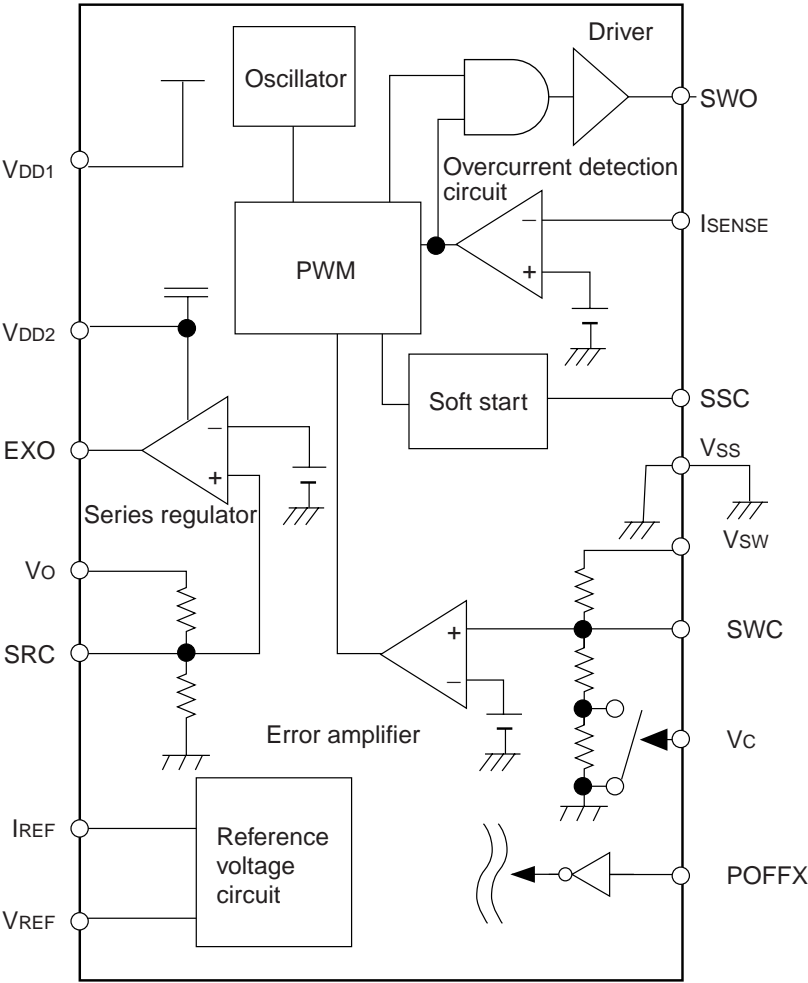 Driver
Oscillator
SWO
VDD1
Overcurrent detection
circuit
−
+
ISENSE
PWM
VDD2
Soft start
SSC
EXO
−
+
VSS
Series regulator
VSW
VO
SRC
+
−
SWC
Error amplifier
VC
IREF
Reference
voltage
circuit
POFFX
VREF